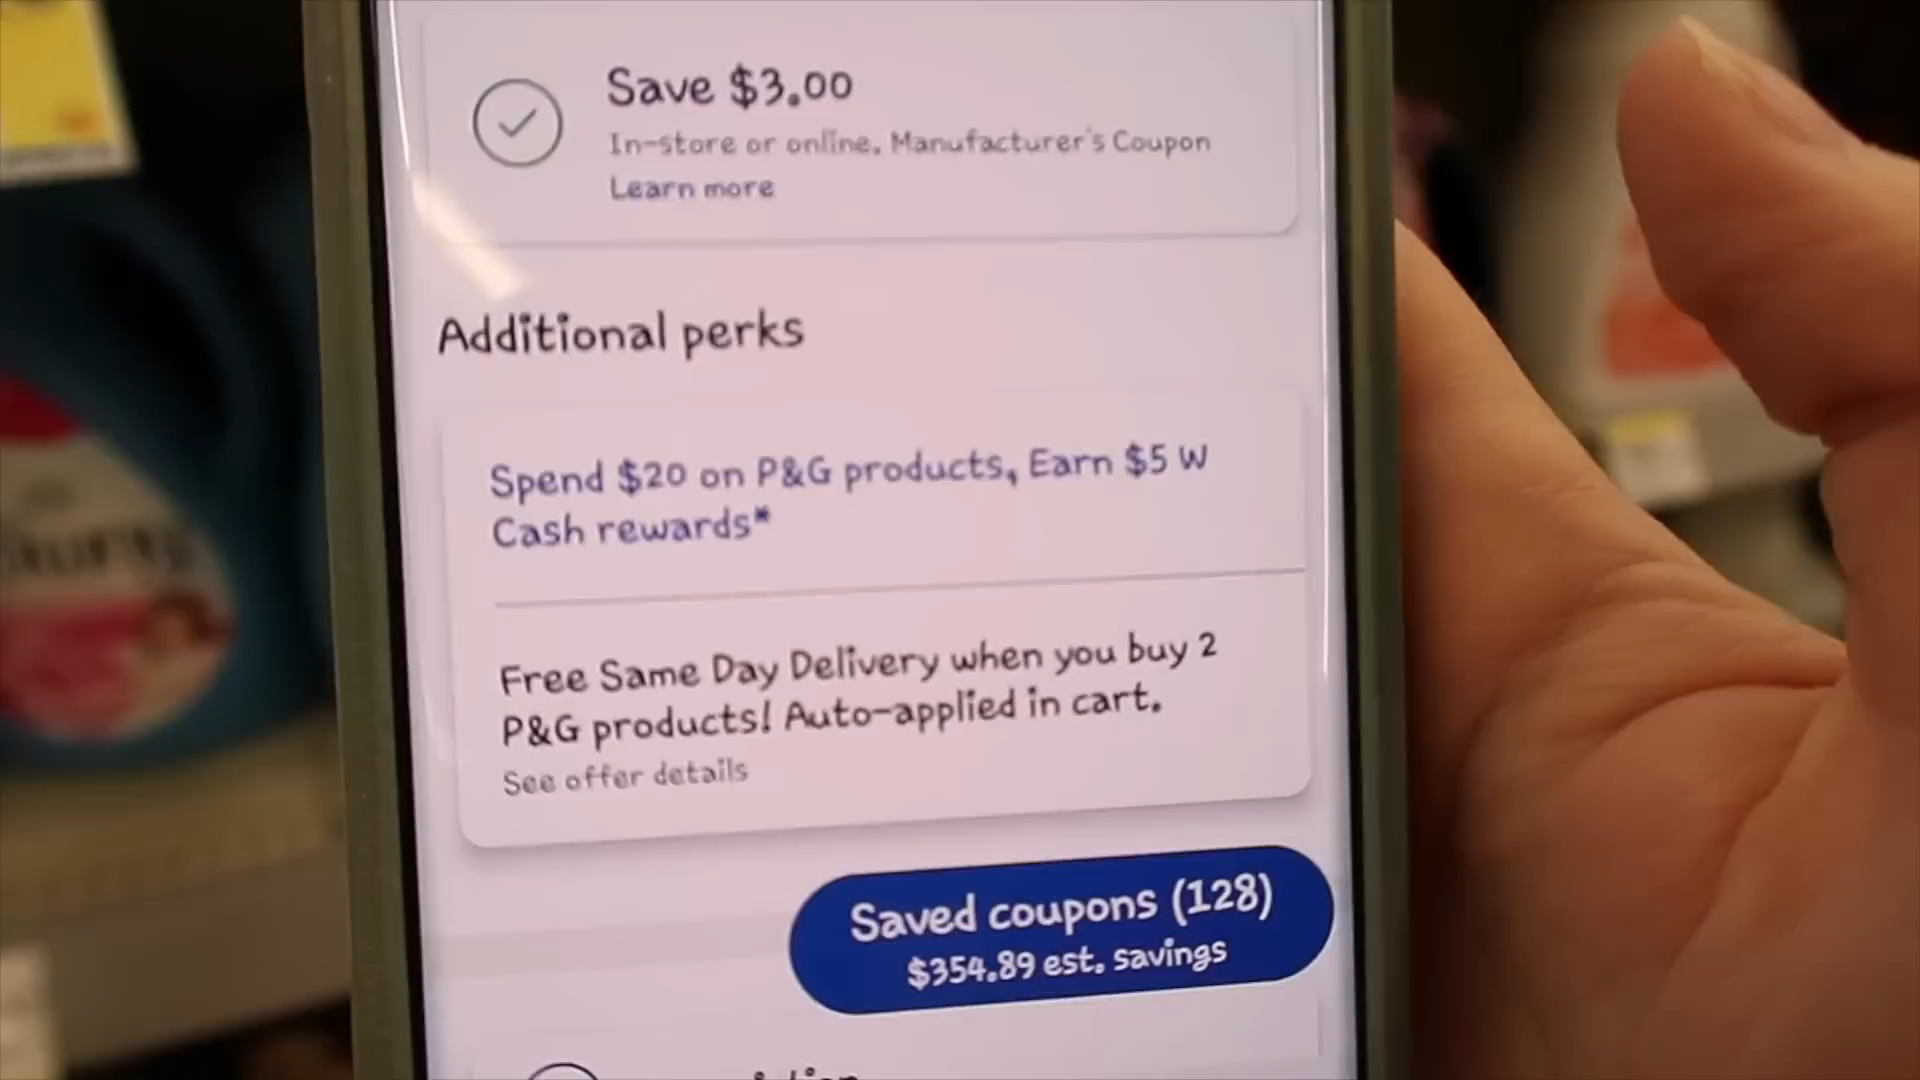 Save $3.00
In-store or online. Manufacturer's Coupon
Learn more
Additional perks
Spend $20 on P&G products, Earn $5 W
Cash rewards*
Free Same Day Delivery when you buy 2
P&G products! Auto-applied in cart.
See offer details
Saved coupons (128)
$354.89 est. savings